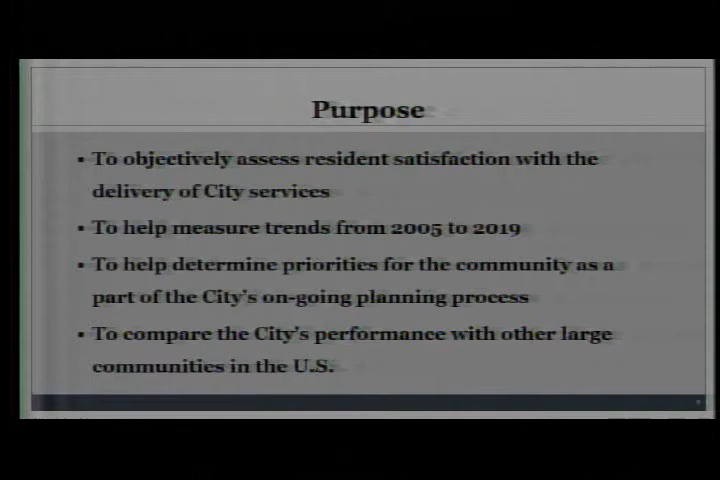 Purpose
▪ To objectively assess resident satisfaction with the
delivery of City services
▪ To help measure trends from 2005 to 2019
▪ To help determine priorities for the community as a
part of the City's on-going planning process
▪ To compare the City's performance with other large
communities in the U.S.